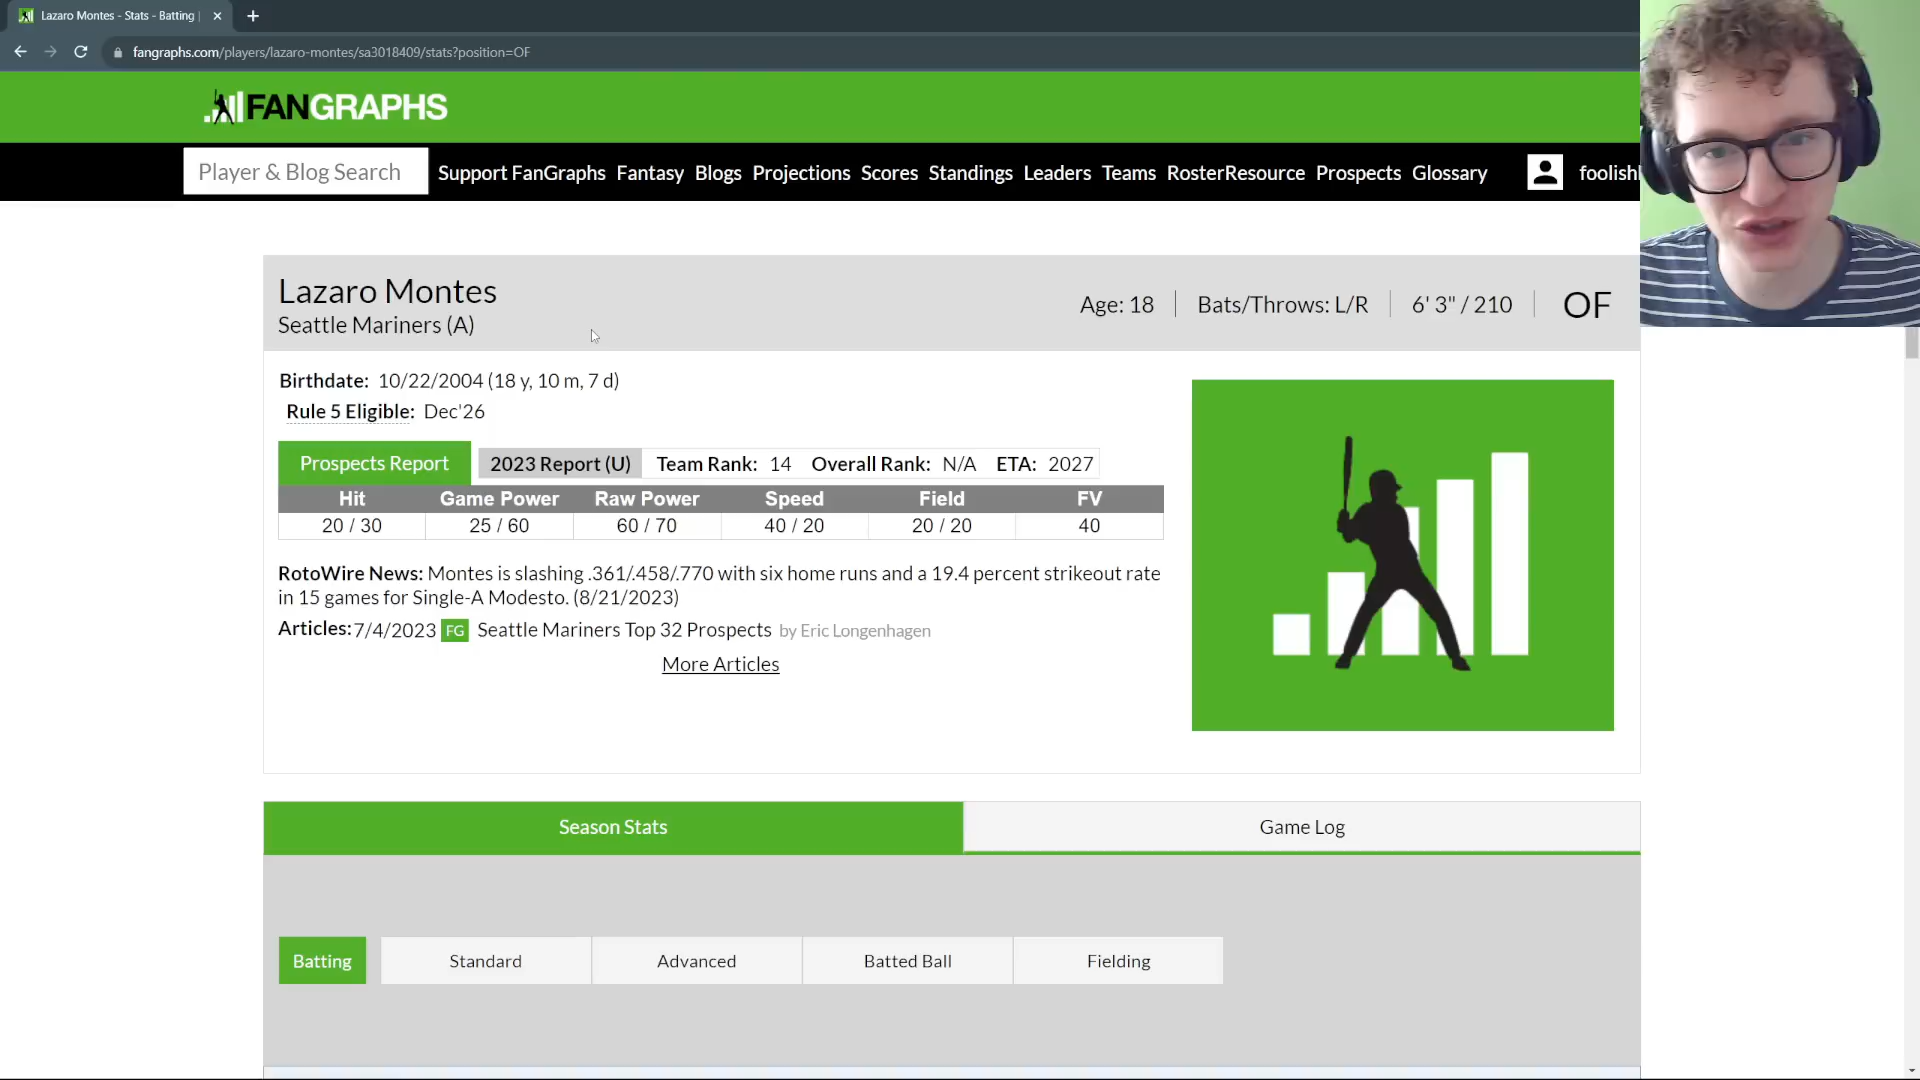 Lazaro Montes - Stats - Batting |
fangraphs.com/players/lazaro-montes/sa3018409/stats?position=OF
FANGRAPHS
Player & Blog Search Support FanGraphs Fantasy Blogs Projections Scores Standings Leaders Teams RosterResource Prospects Glossary
Lazaro Montes
Seattle Mariners (A)
Age: 18 Bats/Throws: L/R 6' 3" / 210 OF
Birthdate: 10/22/2004 (18 y, 10 m, 7 d)
Rule 5 Eligible: Dec'26
Prospects Report 2023 Report (U) Team Rank: 14 Overall Rank: N/A ETA: 2027
Hit Game Power Raw Power Speed Field FV
20 / 30 25 / 60 60 / 70 40 / 20 20 / 20 40
RotoWire News: Montes is slashing .361/.458/.770 with six home runs and a 19.4 percent strikeout rate
in 15 games for Single-A Modesto. (8/21/2023)
Articles: 7/4/2023 FG Seattle Mariners Top 32 Prospects by Eric Longenhagen
More Articles
Season Stats Game Log
Batting Standard Advanced Batted Ball Fielding